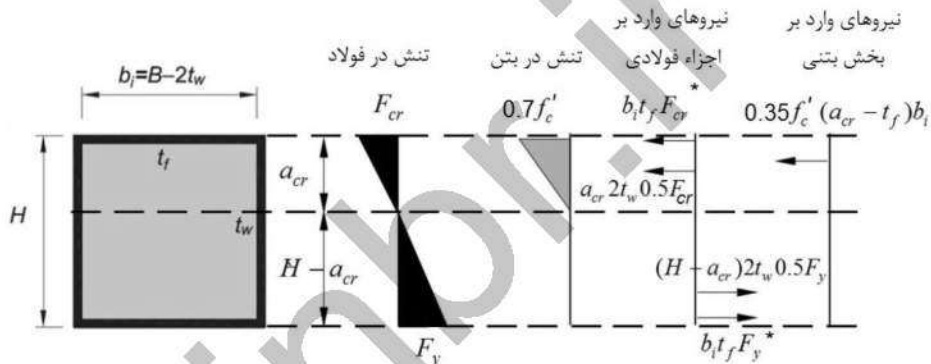 نیروهای وارد بر
بخش بتنی
نیروهای وارد بر
اجزاء فولادی
تنش در بتن
تنش در فولاد
b_i=B–2t_w
F_cr
0.7f'_c
b_i t_f F_cr*
0.35f'_c (a_cr − t_f)b_i
t_f
a_cr
a_cr 2t_w 0.5F_cr
H
t_w
H − a_cr
(H − a_cr)2t_w 0.5F_y
F_y
b_i t_f F_y*
inbr.ir